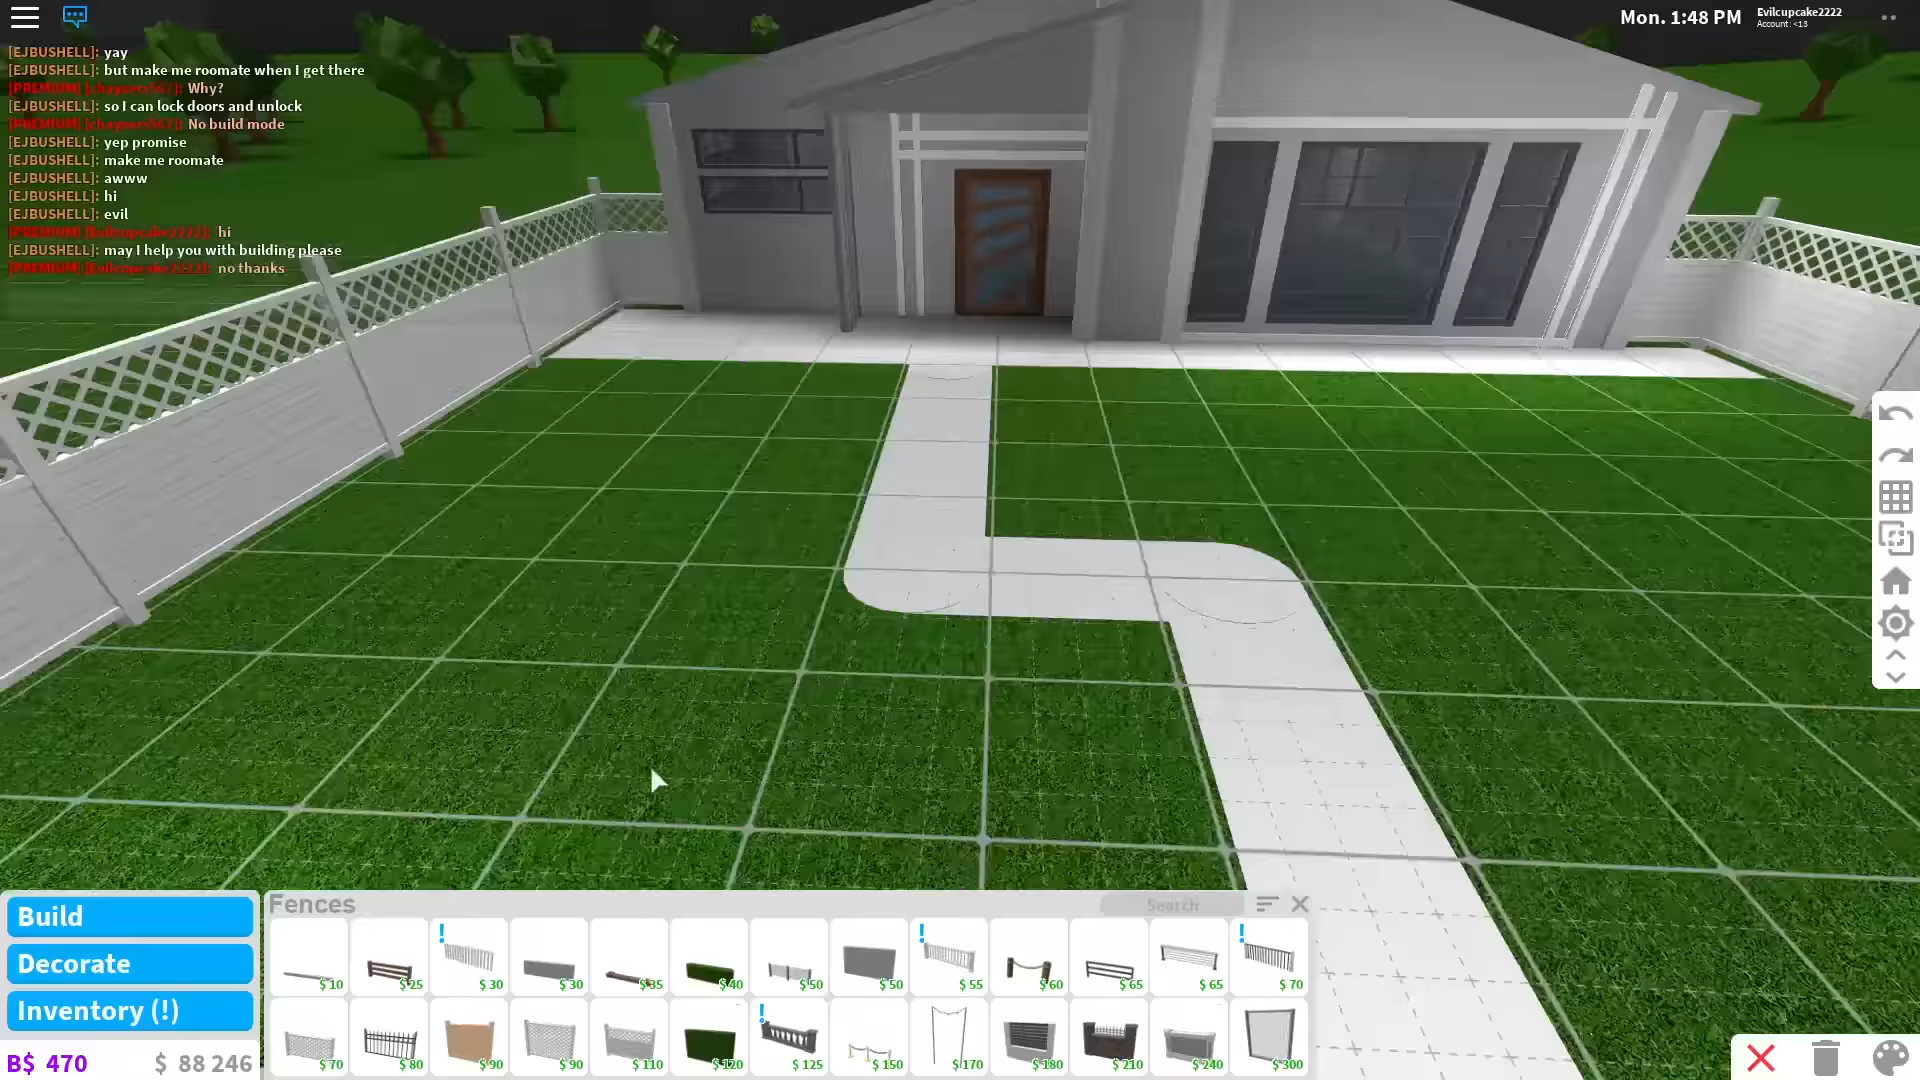 Mon. 1:48 PM
Evilcupcake2222
Account: <13
[EJBUSHELL]: yay
[EJBUSHELL]: but make me roomate when I get there
[PREMIUM] [chaysers567]: Why?
[EJBUSHELL]: so I can lock doors and unlock
[PREMIUM] [chaysers567]: No build mode
[EJBUSHELL]: yep promise
[EJBUSHELL]: make me roomate
[EJBUSHELL]: awww
[EJBUSHELL]: hi
[EJBUSHELL]: evil
[PREMIUM] [Evilcupcake2222]: hi
[EJBUSHELL]: may I help you with building please
[PREMIUM] [Evilcupcake2222]: no thanks
Build
Decorate
Inventory (!)
B$ 470 $ 88 246
Fences
Search
$ 10 $ 25 ! $ 30 $ 30 $ 35 $ 40 $ 50 $ 50 ! $ 55 $ 60 $ 65 $ 65 ! $ 70
$ 70 $ 80 $ 90 $ 90 $ 110 $ 120 ! $ 125 $ 150 $ 170 $ 180 $ 210 $ 240 $ 300